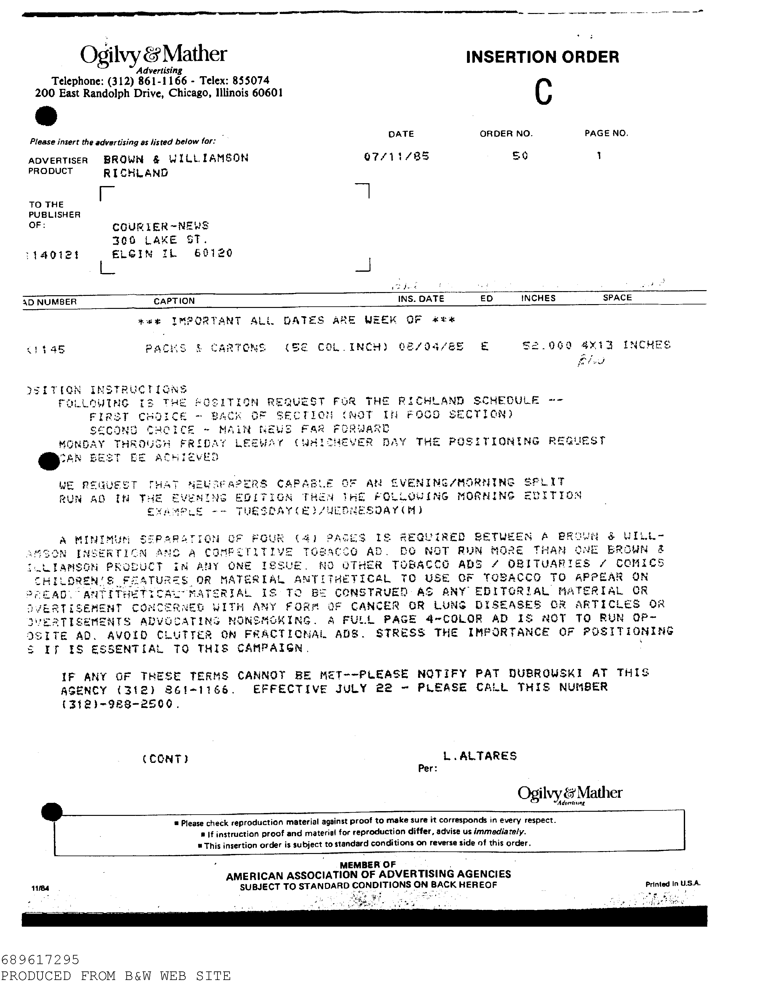 Ogilvy & Mather
Advertising
INSERTION ORDER
Telephone: (312) 861-1166 - Telex: 855074
200 East Randolph Drive, Chicago, Illinois 60601
C
Please insert the advertising as listed below for:
DATE ORDER NO. PAGE NO.
ADVERTISER BROWN & WILLIAMSON 07/11/85 50 1
PRODUCT RICHLAND
TO THE
PUBLISHER
OF:
COURIER-NEWS
300 LAKE ST.
1140121 ELGIN IL 60120
AD NUMBER CAPTION INS. DATE ED INCHES SPACE
*** IMPORTANT ALL DATES ARE WEEK OF ***
1145 PACKS & CARTONS (52 COL.INCH) 08/04/85 E 52.000 4X13 INCHES
OSITION INSTRUCTIONS
FOLLOWING IS THE POSITION REQUEST FOR THE RICHLAND SCHEDULE --
FIRST CHOICE - BACK OF SECTION (NOT IN FOOD SECTION)
SECOND CHOICE - MAIN NEWS FAR FORWARD
MONDAY THROUGH FRIDAY LEEWAY (WHICHEVER DAY THE POSITIONING REQUEST
CAN BEST BE ACHIEVED
WE REQUEST THAT NEWSPAPERS CAPABLE OF AN EVENING/MORNING SPLIT
RUN AD IN THE EVENING EDITION THEN THE FOLLOWING MORNING EDITION
EXAMPLE -- TUESDAY(E)/WEDNESDAY(M)
A MINIMUM SEPARATION OF FOUR (4) PAGES IS REQUIRED BETWEEN A BROWN & WILL-
AMSON INSERTION AND A COMPETITIVE TOBACCO AD. DO NOT RUN MORE THAN ONE BROWN &
ILLIAMSON PRODUCT IN ANY ONE ISSUE. NO OTHER TOBACCO ADS / OBITUARIES / COMICS
CHILDREN'S FEATURES OR MATERIAL ANTITHETICAL TO USE OF TOBACCO TO APPEAR ON
PREAD. ANTITHETICAL MATERIAL IS TO BE CONSTRUED AS ANY EDITORIAL MATERIAL OR
DVERTISEMENT CONCERNED WITH ANY FORM OF CANCER OR LUNG DISEASES OR ARTICLES OR
DVERTISEMENTS ADVOCATING NONSMOKING. A FULL PAGE 4-COLOR AD IS NOT TO RUN OP-
OSITE AD. AVOID CLUTTER ON FRACTIONAL ADS. STRESS THE IMPORTANCE OF POSITIONING
S IT IS ESSENTIAL TO THIS CAMPAIGN.
IF ANY OF THESE TERMS CANNOT BE MET--PLEASE NOTIFY PAT DUBROWSKI AT THIS
AGENCY (312) 861-1166. EFFECTIVE JULY 22 - PLEASE CALL THIS NUMBER
(312)-988-2500.
(CONT) L.ALTARES
Per:
Ogilvy & Mather
Advertising
■ Please check reproduction material against proof to make sure it corresponds in every respect.
■ If instruction proof and material for reproduction differ, advise us immediately.
■ This insertion order is subject to standard conditions on reverse side of this order.
MEMBER OF
AMERICAN ASSOCIATION OF ADVERTISING AGENCIES
11/84 SUBJECT TO STANDARD CONDITIONS ON BACK HEREOF Printed in U.S.A.
689617295
PRODUCED FROM B&W WEB SITE